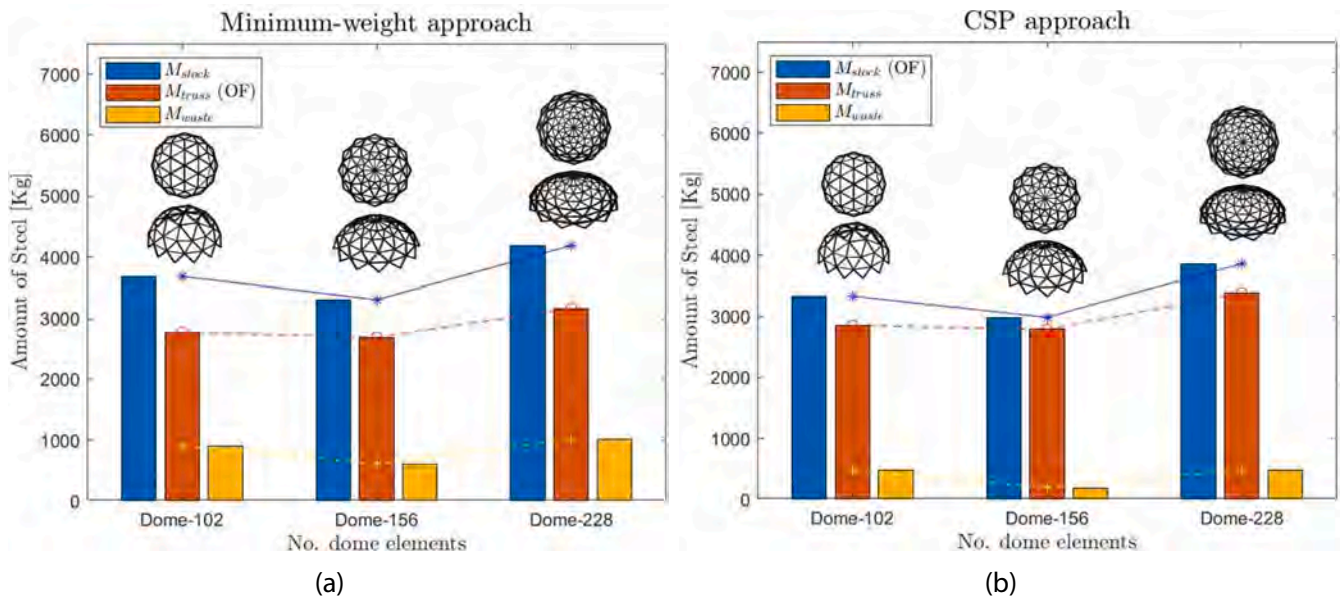 Minimum-weight approach
7000
6000
5000
4000
3000
2000
1000
0
Amount of Steel [Kg]
M_stock
M_truss (OF)
M_waste
Dome-102 Dome-156 Dome-228
No. dome elements
(a)
CSP approach
7000
6000
5000
4000
3000
2000
1000
0
Amount of Steel [Kg]
M_stock (OF)
M_truss
M_waste
Dome-102 Dome-156 Dome-228
No. dome elements
(b)